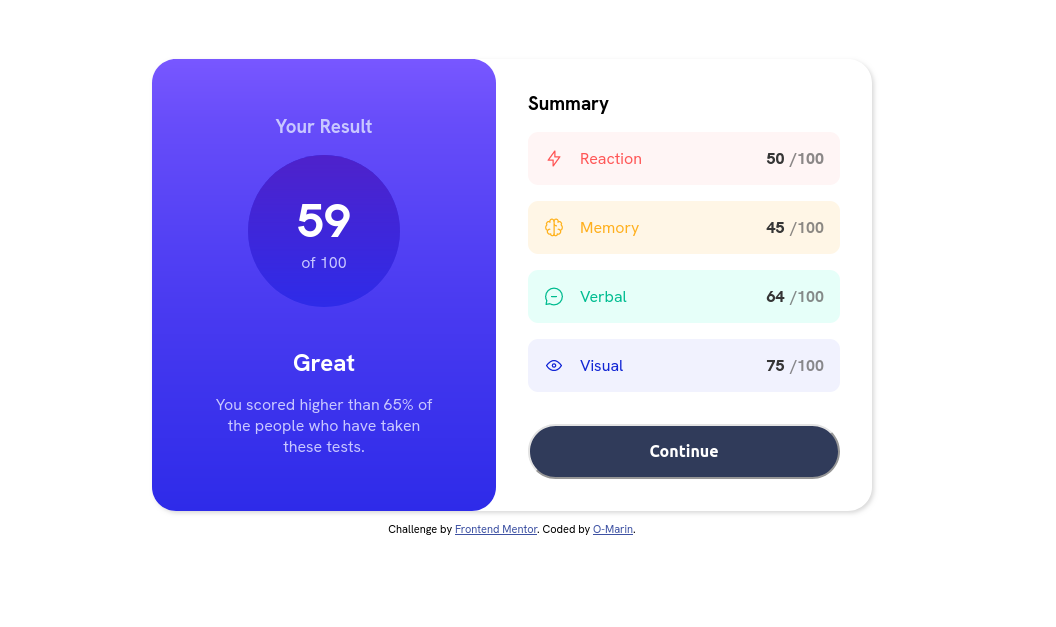 Your Result
59
of 100
Great
You scored higher than 65% of
the people who have taken
these tests.
Summary
Reaction 50 /100
Memory 45 /100
Verbal 64 /100
Visual 75 /100
Continue
Challenge by Frontend Mentor. Coded by O-Marin.